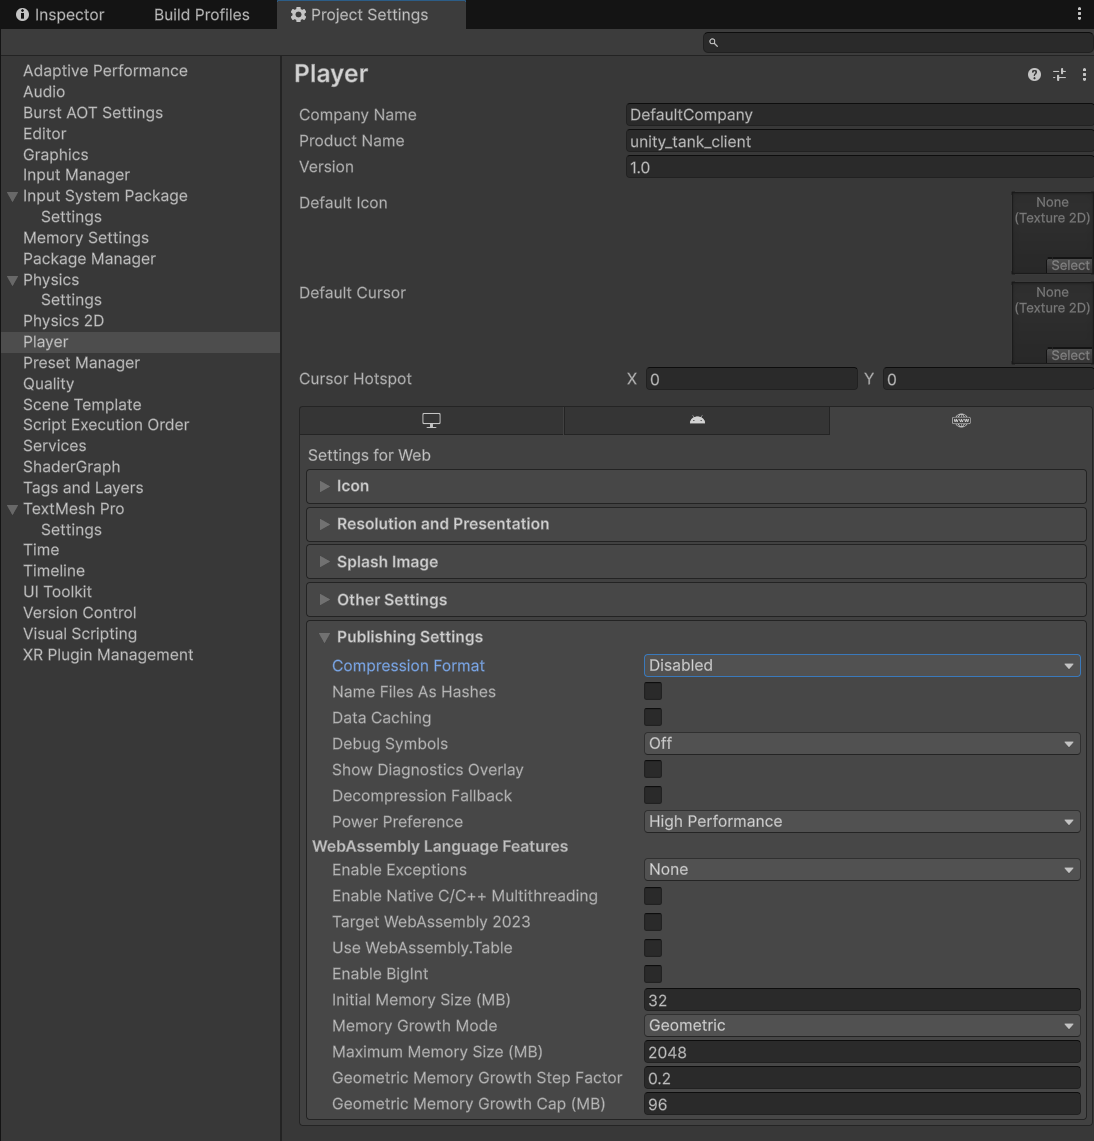 Inspector
Build Profiles
Project Settings
Adaptive Performance
Audio
Burst AOT Settings
Editor
Graphics
Input Manager
Input System Package
Settings
Memory Settings
Package Manager
Physics
Settings
Physics 2D
Player
Preset Manager
Quality
Scene Template
Script Execution Order
Services
ShaderGraph
Tags and Layers
TextMesh Pro
Settings
Time
Timeline
UI Toolkit
Version Control
Visual Scripting
XR Plugin Management
Player
Company Name DefaultCompany
Product Name unity_tank_client
Version 1.0
Default Icon
None
(Texture 2D)
Select
Default Cursor
None
(Texture 2D)
Select
Cursor Hotspot X 0 Y 0
WWW
Settings for Web
Icon
Resolution and Presentation
Splash Image
Other Settings
Publishing Settings
Compression Format Disabled
Name Files As Hashes
Data Caching
Debug Symbols Off
Show Diagnostics Overlay
Decompression Fallback
Power Preference High Performance
WebAssembly Language Features
Enable Exceptions None
Enable Native C/C++ Multithreading
Target WebAssembly 2023
Use WebAssembly.Table
Enable BigInt
Initial Memory Size (MB) 32
Memory Growth Mode Geometric
Maximum Memory Size (MB) 2048
Geometric Memory Growth Step Factor 0.2
Geometric Memory Growth Cap (MB) 96